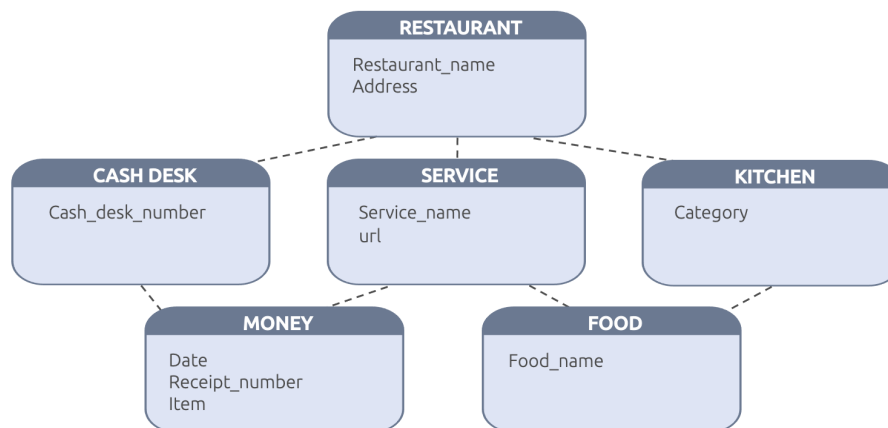 RESTAURANT
Restaurant_name
Address
CASH DESK
Cash_desk_number
SERVICE
Service_name
url
KITCHEN
Category
MONEY
Date
Receipt_number
Item
FOOD
Food_name